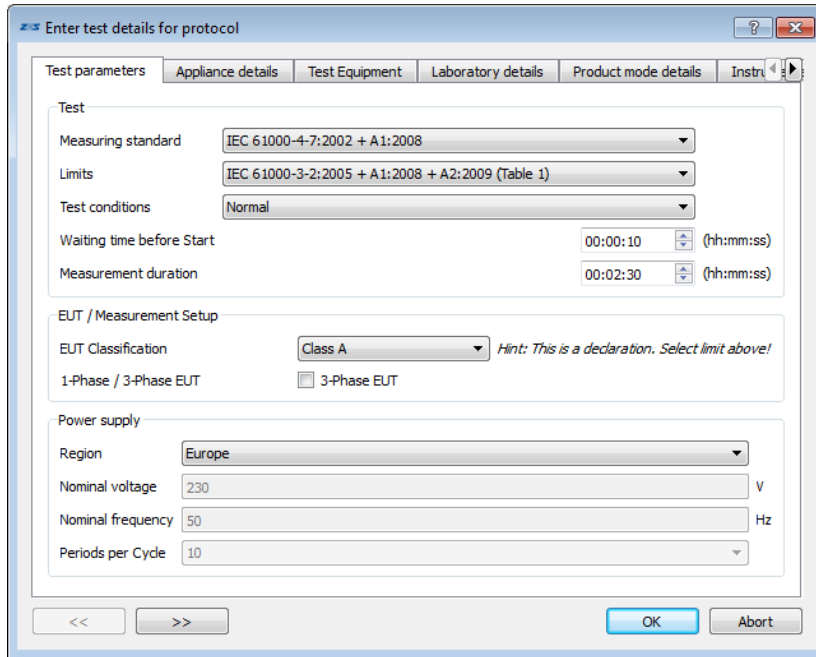 ZES Enter test details for protocol
Test parameters Appliance details Test Equipment Laboratory details Product mode details
Test
Measuring standard IEC 61000-4-7:2002 + A1:2008
Limits IEC 61000-3-2:2005 + A1:2008 + A2:2009 (Table 1)
Test conditions Normal
Waiting time before Start 00:00:10 (hh:mm:ss)
Measurement duration 00:02:30 (hh:mm:ss)
EUT / Measurement Setup
EUT Classification Class A Hint: This is a declaration. Select limit above!
1-Phase / 3-Phase EUT 3-Phase EUT
Power supply
Region Europe
Nominal voltage 230 V
Nominal frequency 50 Hz
Periods per Cycle 10
<< >> OK Abort